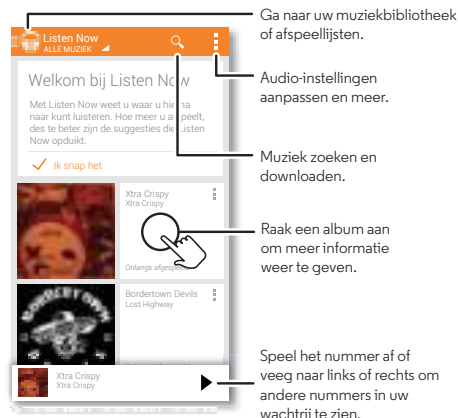 Listen Now
ALLE MUZIEK
Welkom bij Listen Now
Met Listen Now weet u waar u hierna
naar kunt luisteren. Hoe meer u afspeelt,
des te beter zijn de suggesties die Listen
Now opduikt.
Ik snap het
Xtra Crispy
Xtra Crispy
Onlangs afgespeeld
Bordertown Devils
Lost Highway
Xtra Crispy
Xtra Crispy
Ga naar uw muziekbibliotheek
of afspeellijsten.
Audio-instellingen
aanpassen en meer.
Muziek zoeken en
downloaden.
Raak een album aan
om meer informatie
weer te geven.
Speel het nummer af of
veeg naar links of rechts om
andere nummers in uw
wachtrij te zien.